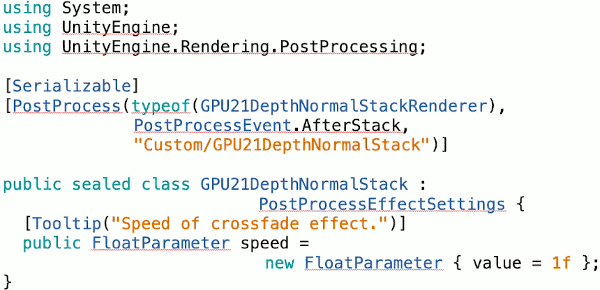 using System;
using UnityEngine;
using UnityEngine.Rendering.PostProcessing;
[Serializable]
[PostProcess(typeof(GPU21DepthNormalStackRenderer),
PostProcessEvent.AfterStack,
"Custom/GPU21DepthNormalStack")]
public sealed class GPU21DepthNormalStack :
PostProcessEffectSettings {
[Tooltip("Speed of crossfade effect.")]
public FloatParameter speed =
new FloatParameter { value = 1f };
}